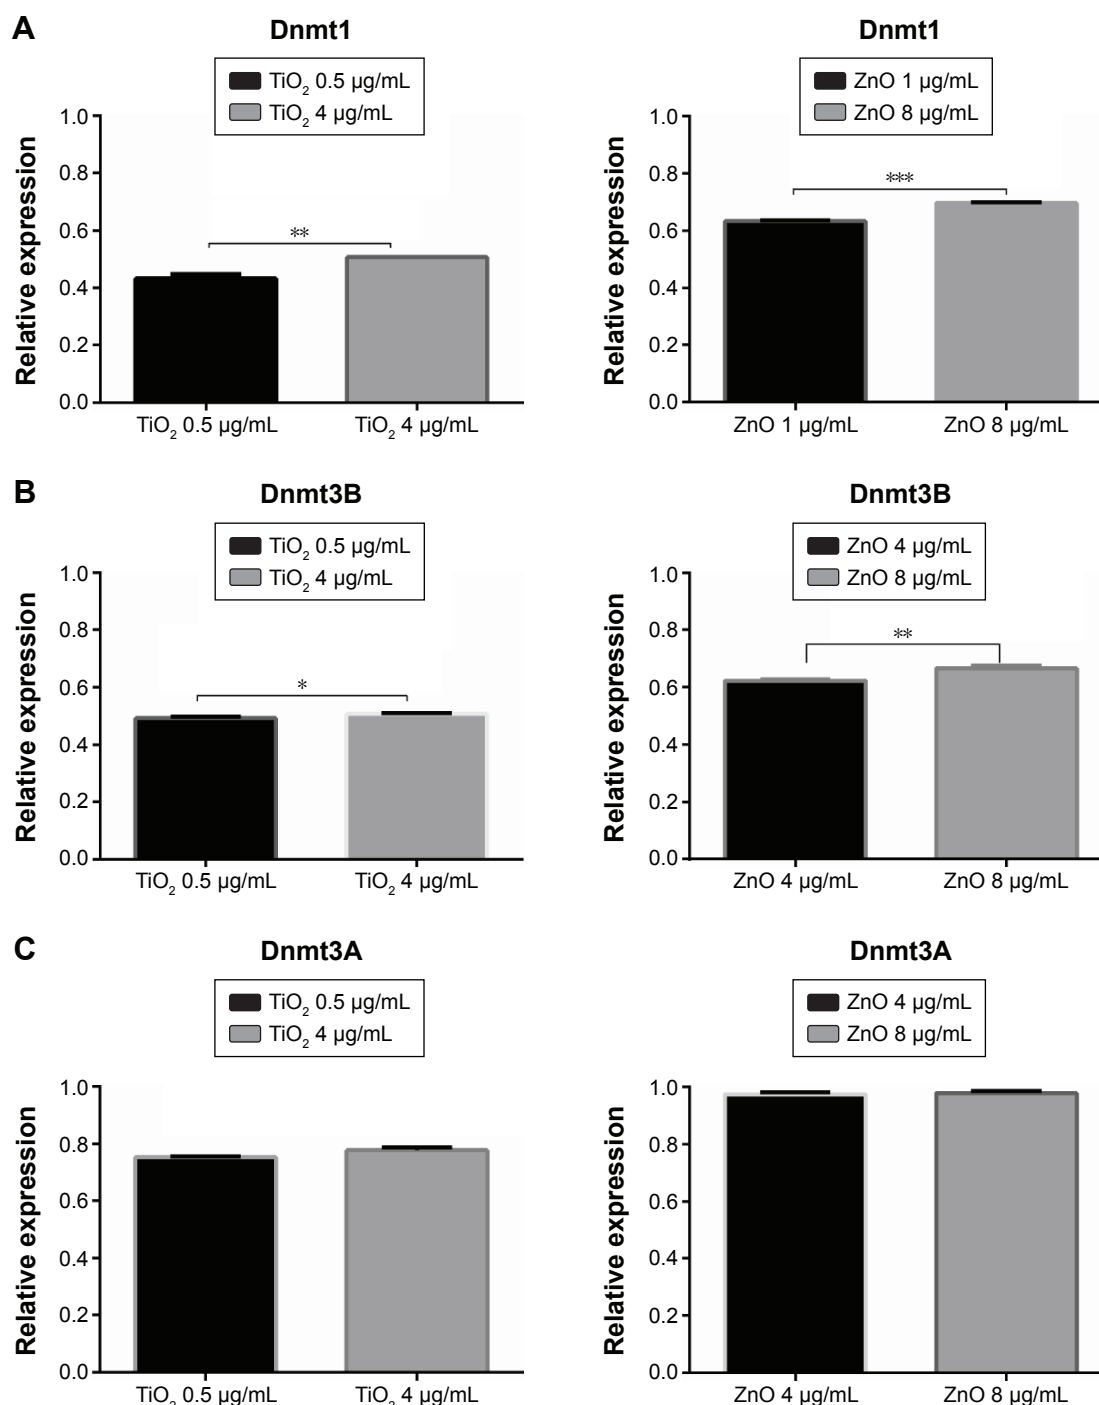 A
Dnmt1
TiO₂ 0.5 µg/mL
TiO₂ 4 µg/mL
Relative expression
1.0
0.8
0.6
0.4
0.2
0.0
**
TiO₂ 0.5 µg/mL
TiO₂ 4 µg/mL
Dnmt1
ZnO 1 µg/mL
ZnO 8 µg/mL
Relative expression
1.0
0.8
0.6
0.4
0.2
0.0
***
ZnO 1 µg/mL
ZnO 8 µg/mL
B
Dnmt3B
TiO₂ 0.5 µg/mL
TiO₂ 4 µg/mL
Relative expression
1.0
0.8
0.6
0.4
0.2
0.0
*
TiO₂ 0.5 µg/mL
TiO₂ 4 µg/mL
Dnmt3B
ZnO 4 µg/mL
ZnO 8 µg/mL
Relative expression
1.0
0.8
0.6
0.4
0.2
0.0
**
ZnO 4 µg/mL
ZnO 8 µg/mL
C
Dnmt3A
TiO₂ 0.5 µg/mL
TiO₂ 4 µg/mL
Relative expression
1.0
0.8
0.6
0.4
0.2
0.0
TiO₂ 0.5 µg/mL
TiO₂ 4 µg/mL
Dnmt3A
ZnO 4 µg/mL
ZnO 8 µg/mL
Relative expression
1.0
0.8
0.6
0.4
0.2
0.0
ZnO 4 µg/mL
ZnO 8 µg/mL